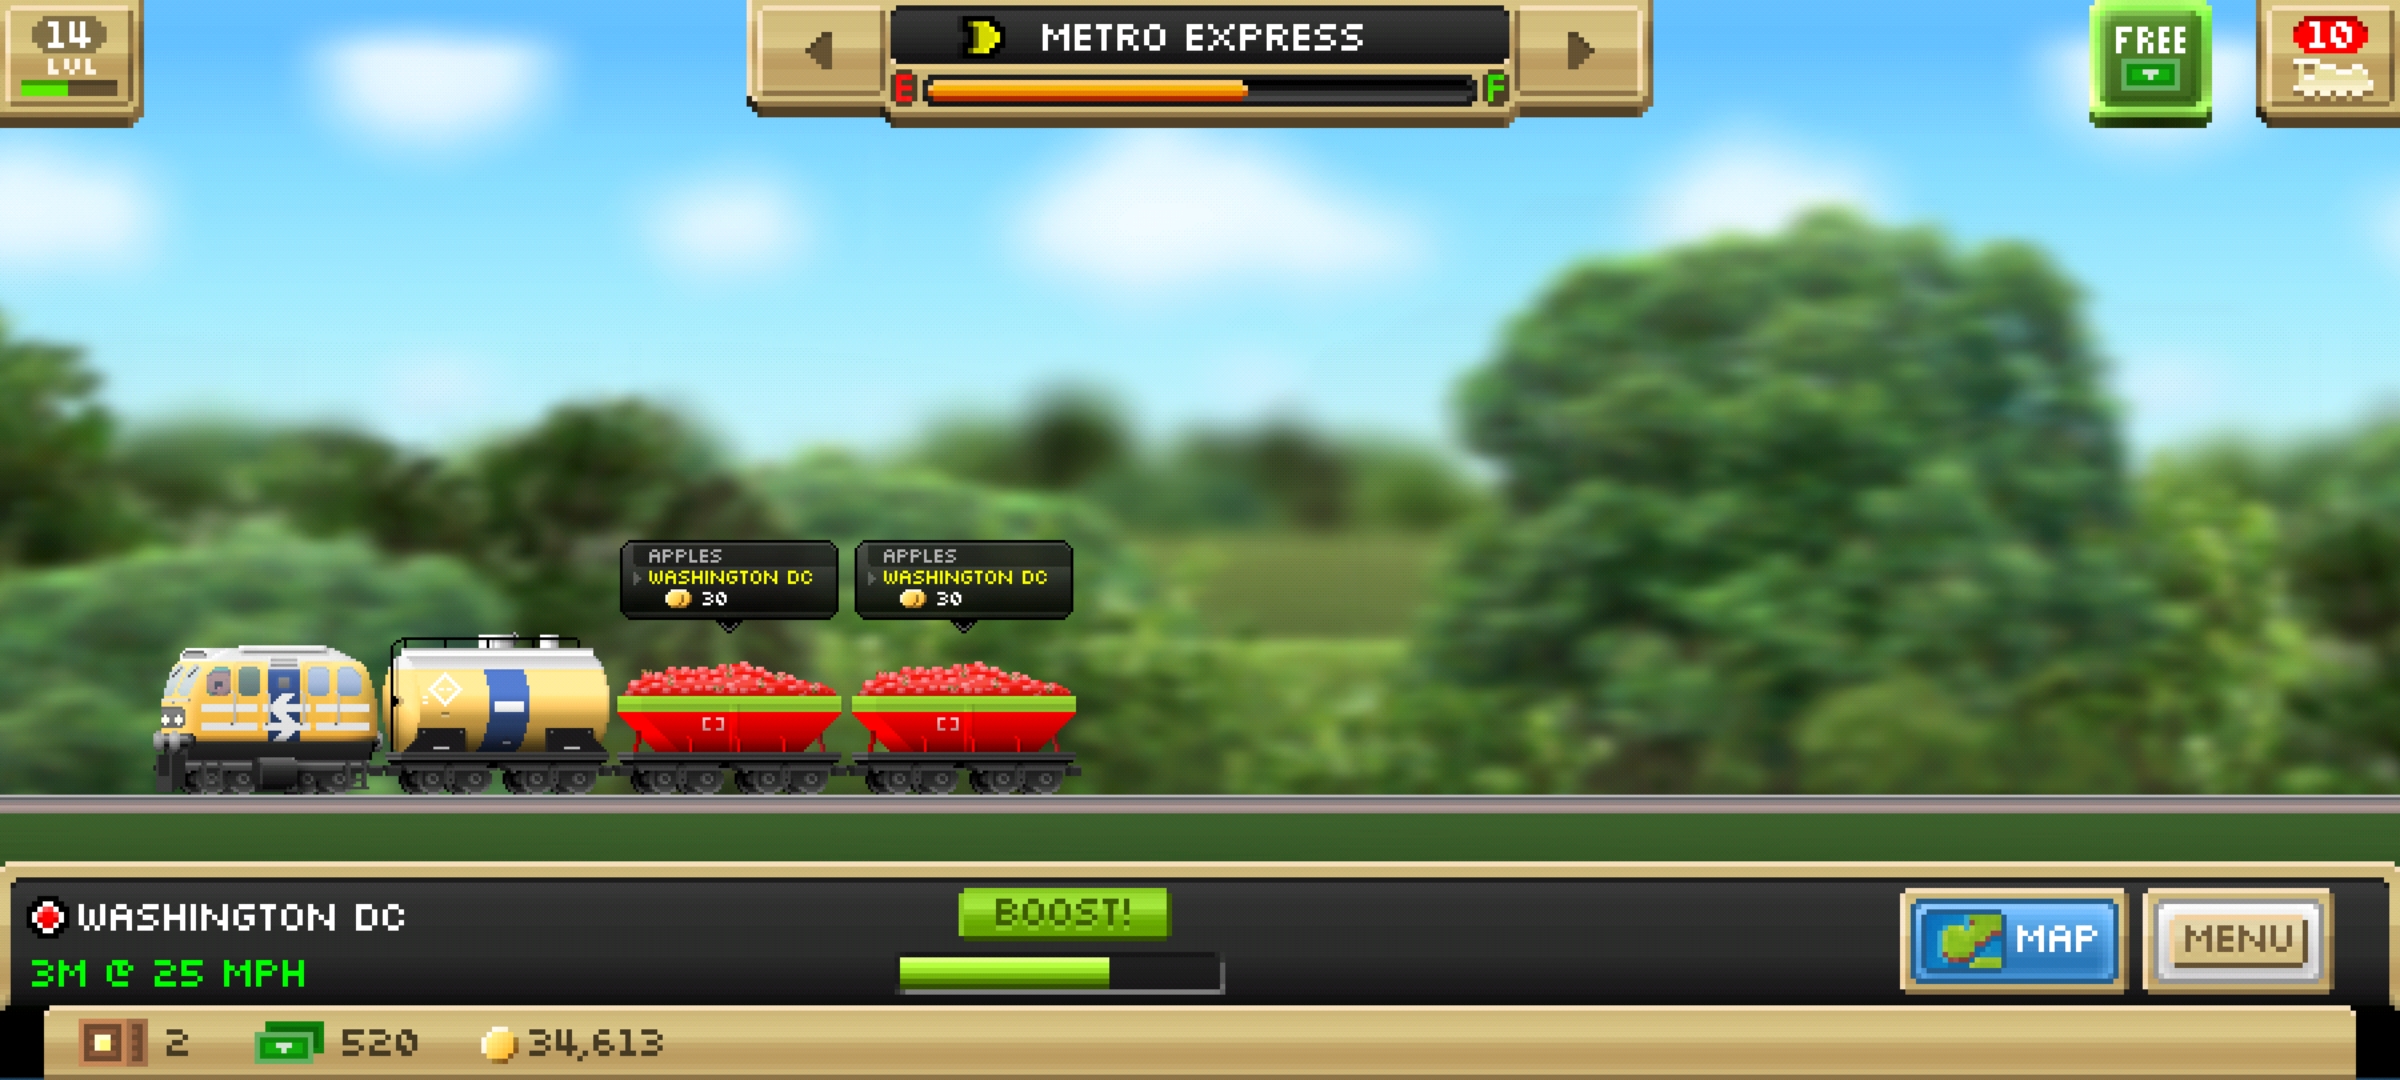 14
LVL
METRO EXPRESS
E F
FREE
10
APPLES
WASHINGTON DC
30
APPLES
WASHINGTON DC
30
WASHINGTON DC
3M @ 25 MPH
BOOST!
MAP
MENU
2
520
34,613